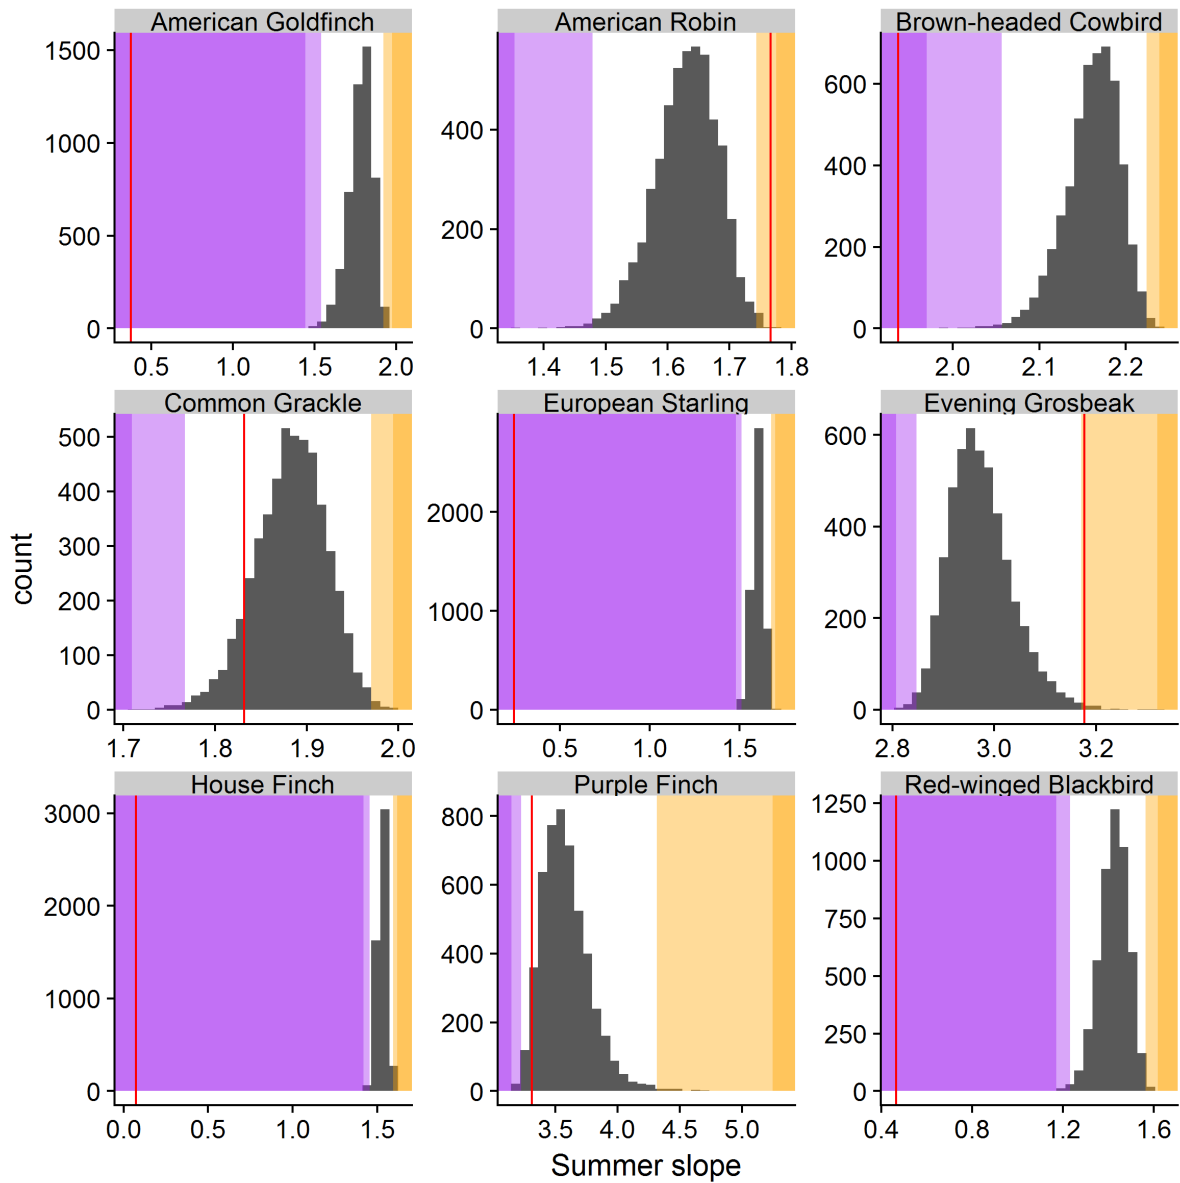 American Goldfinch
American Robin
Brown-headed Cowbird
1500
1000
500
0
400
200
0
600
400
200
0
0.5 1.0 1.5 2.0
1.4 1.5 1.6 1.7 1.8
2.0 2.1 2.2
Common Grackle
European Starling
Evening Grosbeak
500
400
300
200
100
0
2000
1000
0
600
400
200
0
1.7 1.8 1.9 2.0
0.5 1.0 1.5
2.8 3.0 3.2
count
House Finch
Purple Finch
Red-winged Blackbird
3000
2000
1000
0
800
600
400
200
0
1250
1000
750
500
250
0
0.0 0.5 1.0 1.5
3.5 4.0 4.5 5.0
0.4 0.8 1.2 1.6
Summer slope